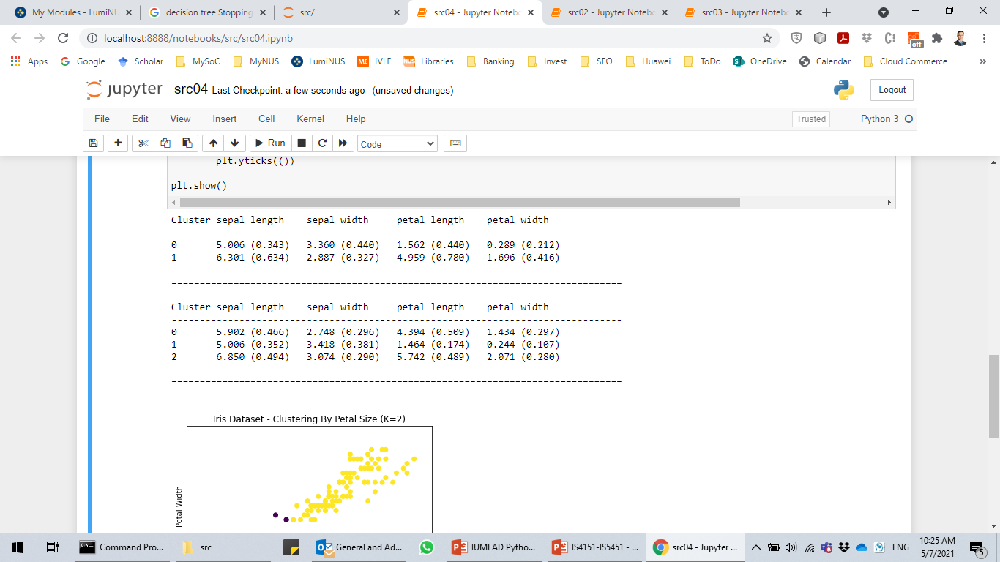 My Modules - LumiNU decision tree Stopping src/ src04 - Jupyter Notebo src02 - Jupyter Notebo src03 - Jupyter Notebo
localhost:8888/notebooks/src/src04.ipynb off
Apps Google Scholar MySoC MyNUS LumiNUS ME IVLE NUS Libraries Banking Invest SEO Huawei ToDo OneDrive Calendar Cloud Commerce »
jupyter src04 Last Checkpoint: a few seconds ago (unsaved changes) Logout
File Edit View Insert Cell Kernel Help Trusted Python 3
Run Code
plt.yticks(())
plt.show()
Cluster sepal_length sepal_width petal_length petal_width
--------------------------------------------------------------------------------
0 5.006 (0.343) 3.360 (0.440) 1.562 (0.440) 0.289 (0.212)
1 6.301 (0.634) 2.887 (0.327) 4.959 (0.780) 1.696 (0.416)
================================================================================
Cluster sepal_length sepal_width petal_length petal_width
--------------------------------------------------------------------------------
0 5.902 (0.466) 2.748 (0.296) 4.394 (0.509) 1.434 (0.297)
1 5.006 (0.352) 3.418 (0.381) 1.464 (0.174) 0.244 (0.107)
2 6.850 (0.494) 3.074 (0.290) 5.742 (0.489) 2.071 (0.280)
================================================================================
Iris Dataset - Clustering By Petal Size (K=2)
Petal Width
Command Pro... src General and Ad... IUMLAD Pytho... IS4151-IS5451 - ... src04 - Jupyter ... ENG 10:25 AM
5/7/2021 5